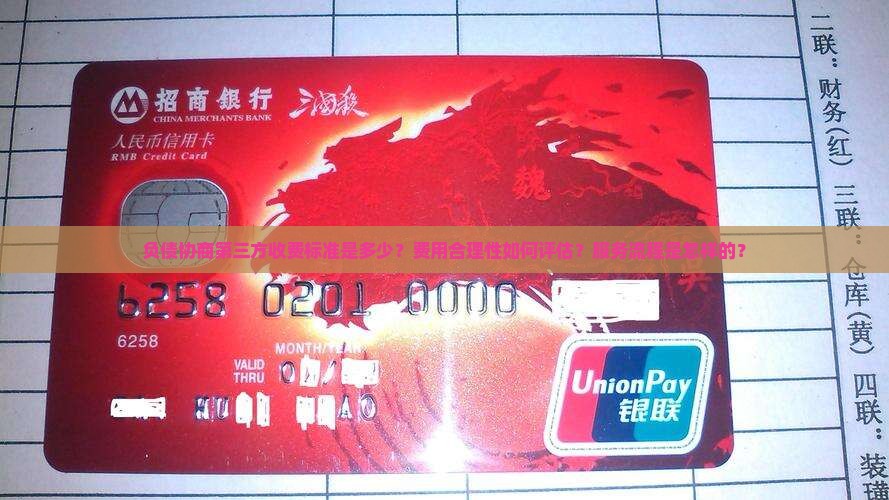 招商银行
CHINA MERCHANTS BANK
三国杀
人民币信用卡
RMB Credit Card
魏
负债协商第三方收费标准是多少？费用合理性如何评估？服务流程是怎样的？
吴
6258 0201 0000
6258
MONTH/YEAR
VALID
THRU
UnionPay
银联
二联：财务(红) 三联：仓库(黄) 四联：装璜